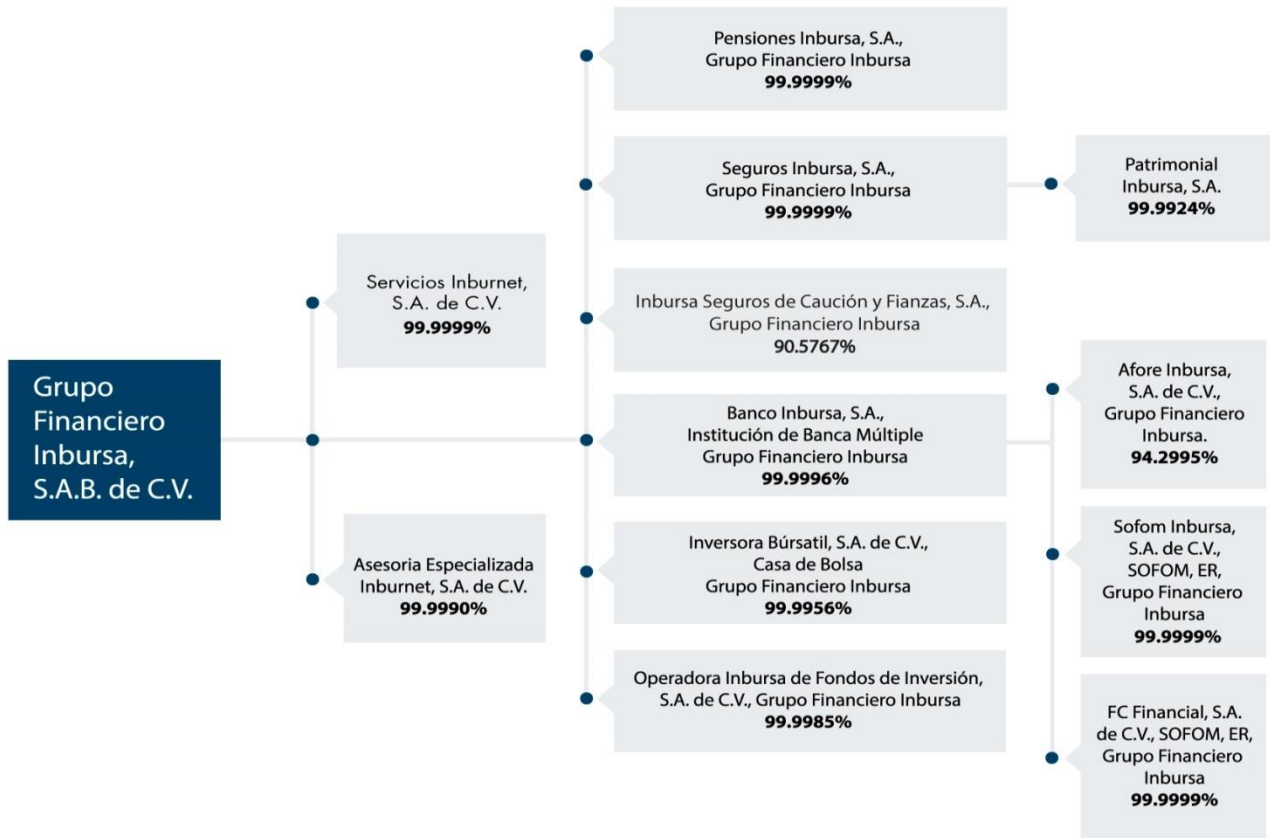 Grupo
Financiero
Inbursa,
S.A.B. de C.V.
Servicios Inburnet,
S.A. de C.V.
99.9999%
Asesoria Especializada
Inburnet, S.A. de C.V.
99.9990%
Pensiones Inbursa, S.A.,
Grupo Financiero Inbursa
99.9999%
Seguros Inbursa, S.A.,
Grupo Financiero Inbursa
99.9999%
Inbursa Seguros de Caución y Fianzas, S.A.,
Grupo Financiero Inbursa
90.5767%
Banco Inbursa, S.A.,
Institución de Banca Múltiple
Grupo Financiero Inbursa
99.9996%
Inversora Búrsatil, S.A. de C.V.,
Casa de Bolsa
Grupo Financiero Inbursa
99.9956%
Operadora Inbursa de Fondos de Inversión,
S.A. de C.V., Grupo Financiero Inbursa
99.9985%
Patrimonial
Inbursa, S.A.
99.9924%
Afore Inbursa,
S.A. de C.V.,
Grupo Financiero
Inbursa.
94.2995%
Sofom Inbursa,
S.A. de C.V.,
SOFOM, ER,
Grupo Financiero
Inbursa
99.9999%
FC Financial, S.A.
de C.V., SOFOM, ER,
Grupo Financiero
Inbursa
99.9999%